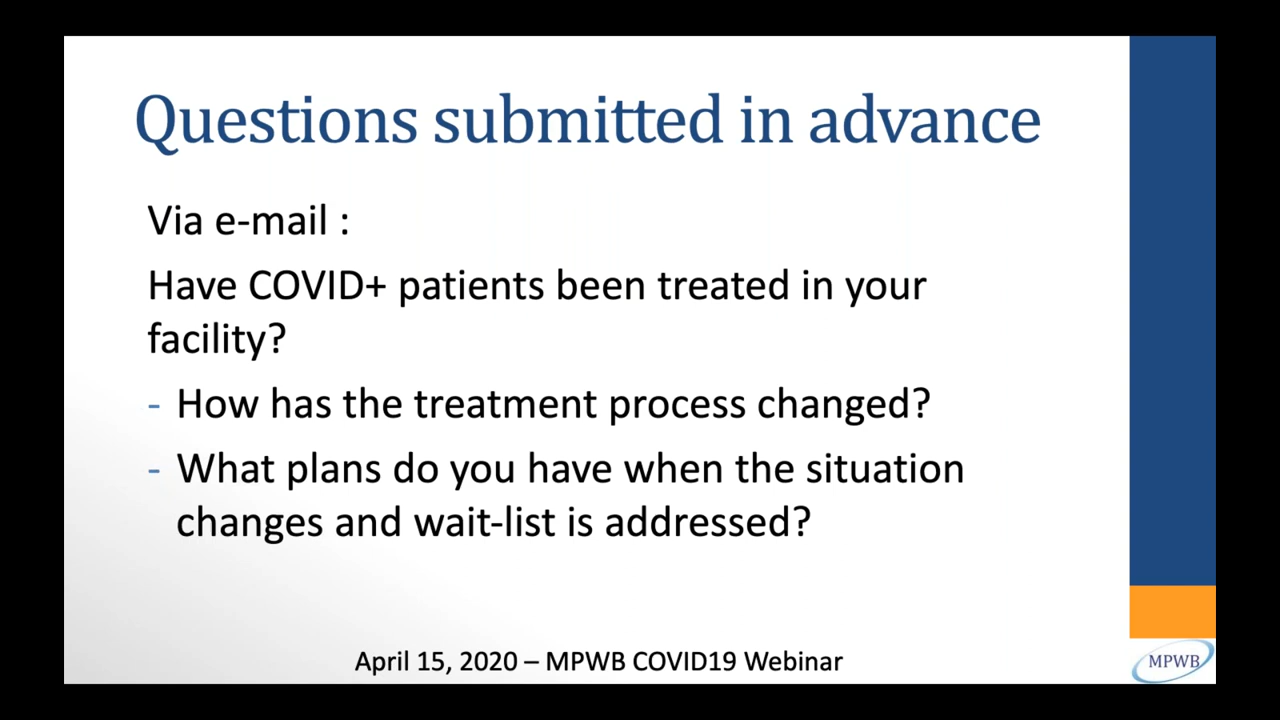 Questions submitted in advance
Via e-mail :
Have COVID+ patients been treated in your
facility?
- How has the treatment process changed?
- What plans do you have when the situation
changes and wait-list is addressed?
April 15, 2020 – MPWB COVID19 Webinar
MPWB